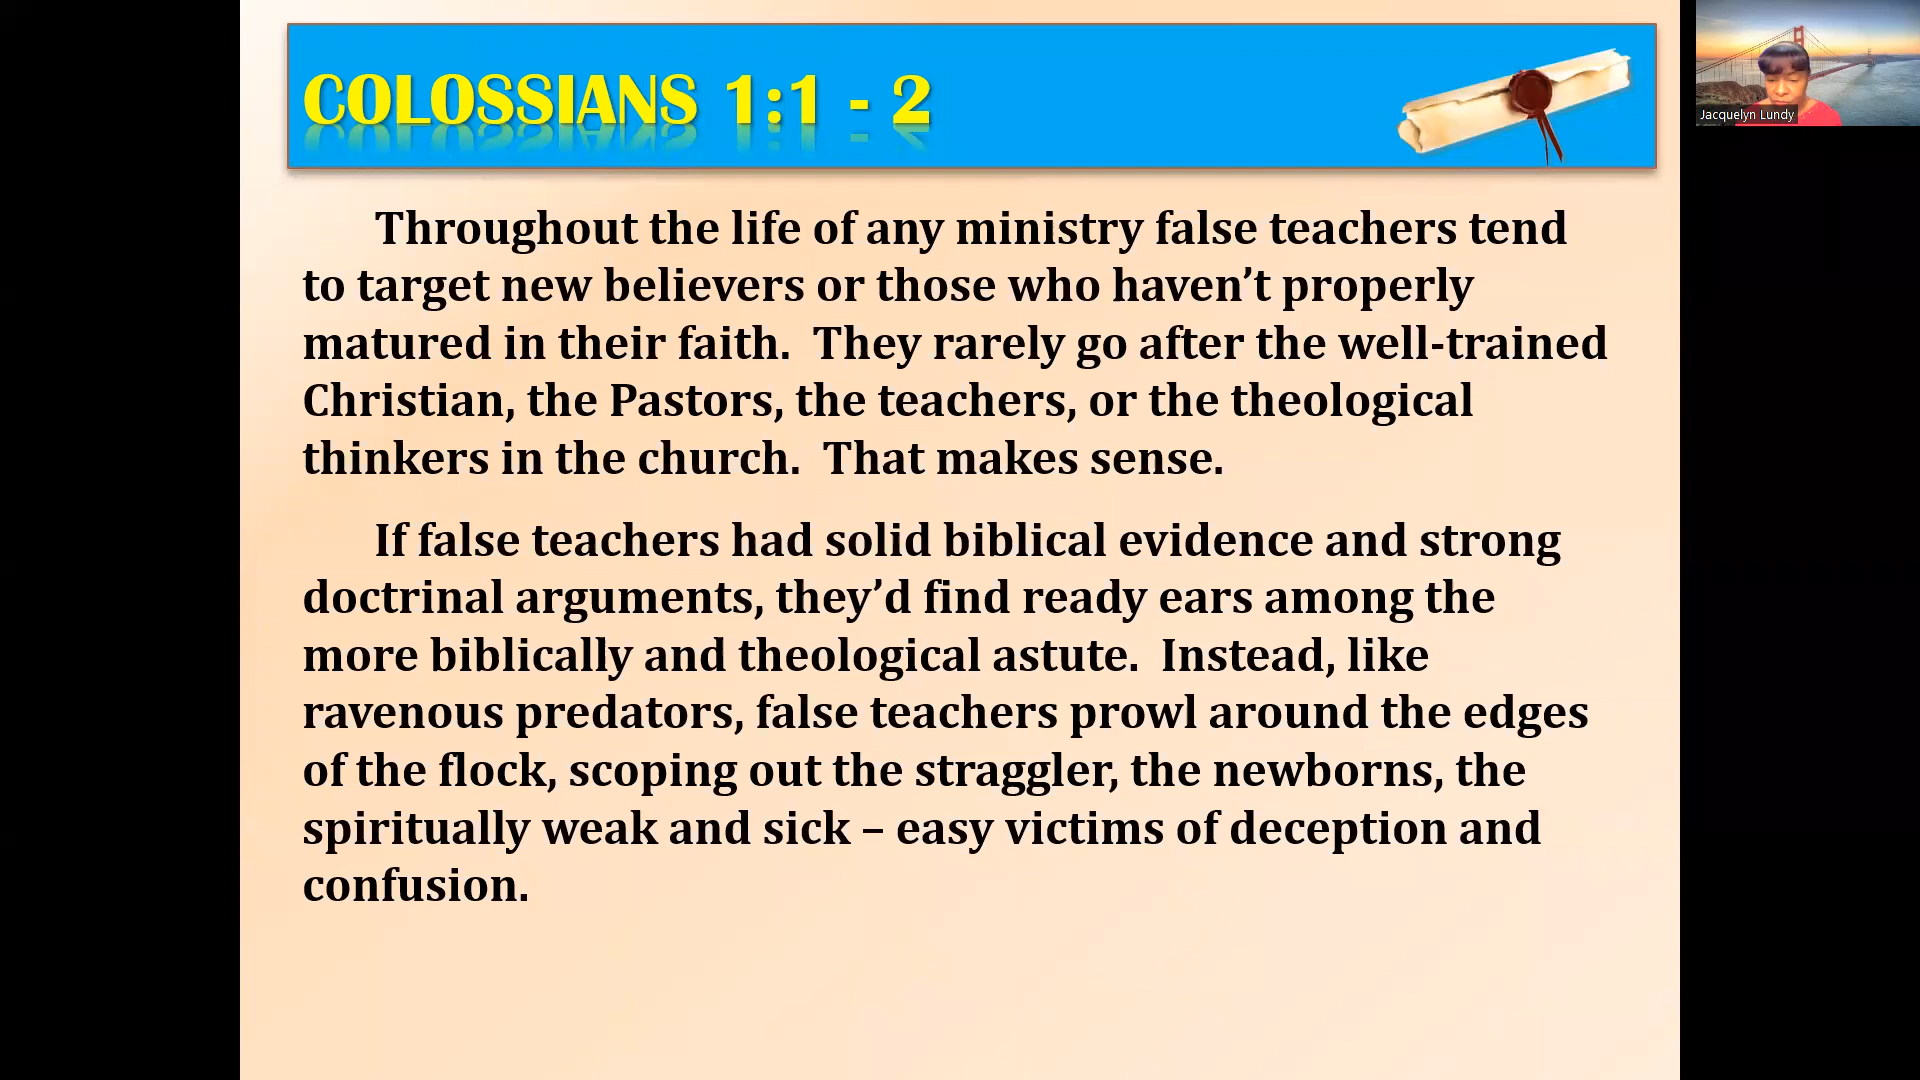 COLOSSIANS 1:1 - 2
Jacquelyn Lundy
Throughout the life of any ministry false teachers tend
to target new believers or those who haven’t properly
matured in their faith.  They rarely go after the well-trained
Christian, the Pastors, the teachers, or the theological
thinkers in the church.  That makes sense.
If false teachers had solid biblical evidence and strong
doctrinal arguments, they’d find ready ears among the
more biblically and theological astute.  Instead, like
ravenous predators, false teachers prowl around the edges
of the flock, scoping out the straggler, the newborns, the
spiritually weak and sick – easy victims of deception and
confusion.